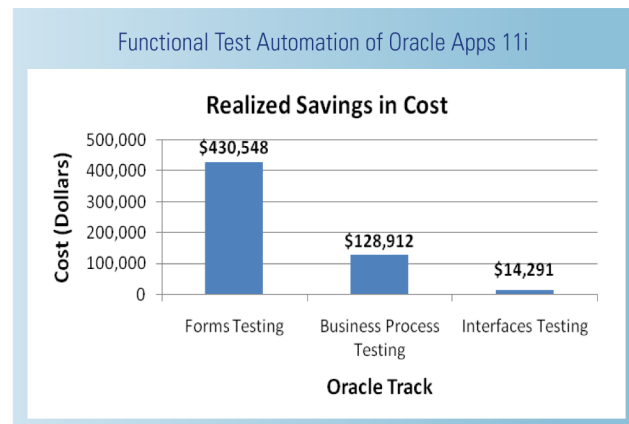 Functional Test Automation of Oracle Apps 11i
Realized Savings in Cost
Cost (Dollars)
500,000
400,000
300,000
200,000
100,000
0
$430,548
$128,912
$14,291
Forms Testing
Business Process
Testing
Interfaces Testing
Oracle Track